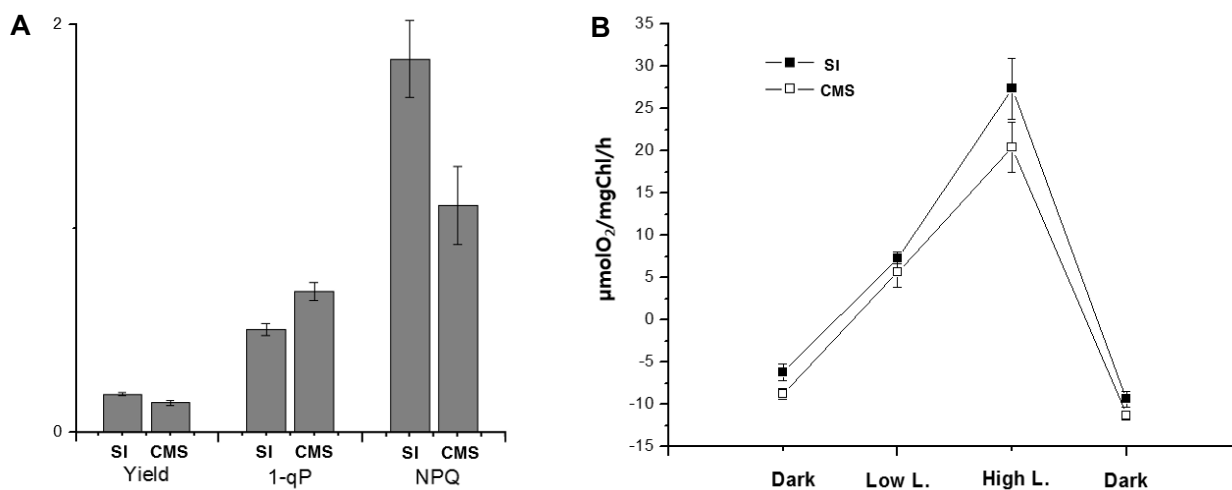 A
2
0
SI CMS SI CMS SI CMS
Yield 1-qP NPQ
B
SI
CMS
µmolO₂/mgChl/h
35
30
25
20
15
10
5
0
-5
-10
-15
Dark Low L. High L. Dark